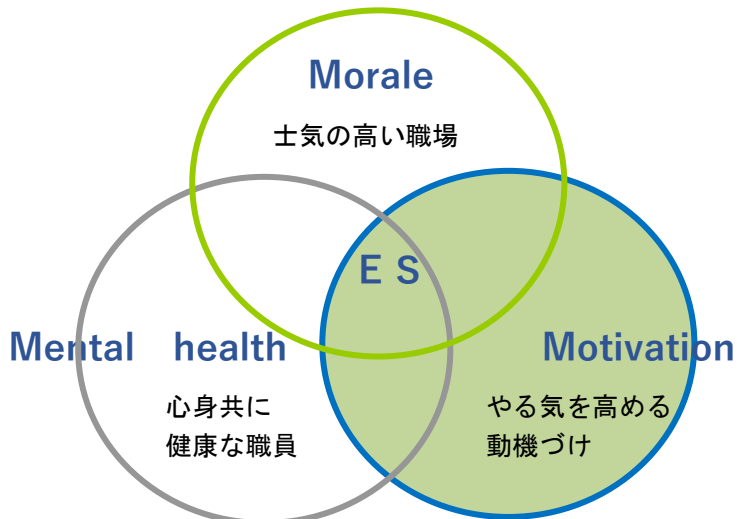 Morale
士気の高い職場
ES
Mental health
心身共に
健康な職員
Motivation
やる気を高める
動機づけ